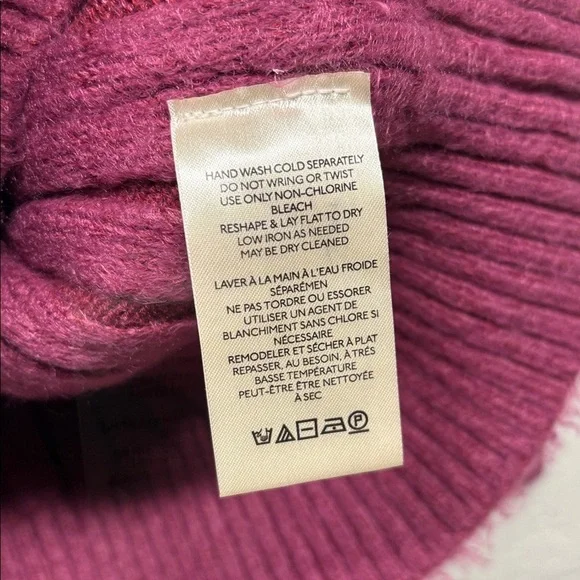 HAND WASH COLD SEPARATELY
DO NOT WRING OR TWIST
USE ONLY NON-CHLORINE
BLEACH
RESHAPE & LAY FLAT TO DRY
LOW IRON AS NEEDED
MAY BE DRY CLEANED
LAVER À LA MAIN À L'EAU FROIDE
SÉPARÉMEN
NE PAS TORDRE OU ESSORER
UTILISER UN AGENT DE
BLANCHIMENT SANS CHLORE SI
NÉCESSAIRE
REMODELER ET SÉCHER À PLAT
REPASSER, AU BESOIN, À TRÉS
BASSE TEMPÉRATURE
PEUT-ÊTRE ÊTRE NETTOYÉE
À SEC
P